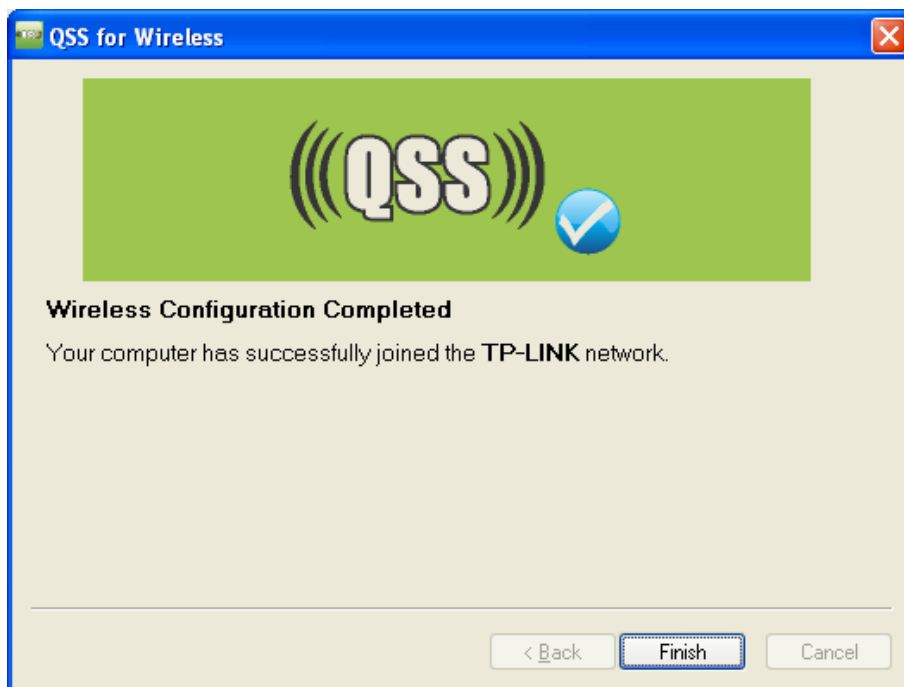 QSS for Wireless
QSS
Wireless Configuration Completed
Your computer has successfully joined the TP-LINK network.
< Back
Finish
Cancel